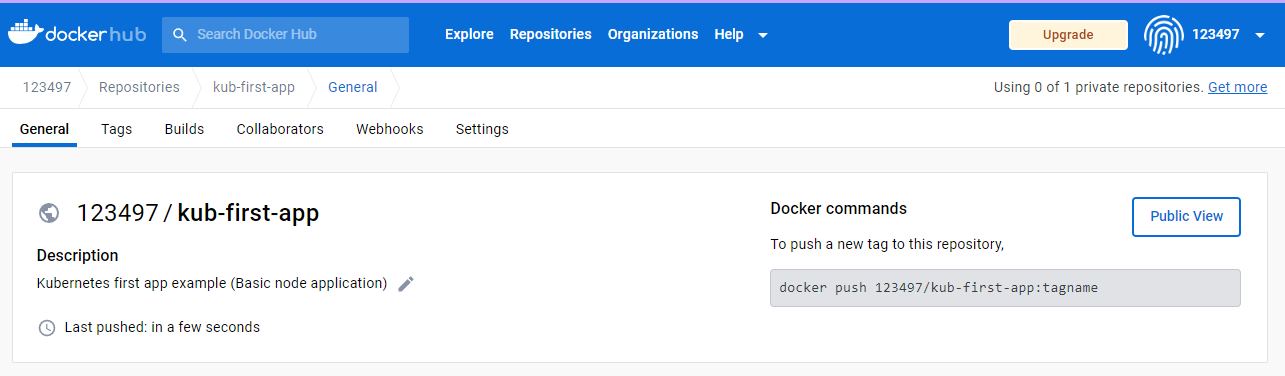 dockerhub Search Docker Hub Explore Repositories Organizations Help Upgrade 123497
123497 Repositories kub-first-app General Using 0 of 1 private repositories. Get more
General Tags Builds Collaborators Webhooks Settings
123497 / kub-first-app
Description
Kubernetes first app example (Basic node application)
Last pushed: in a few seconds
Docker commands
Public View
To push a new tag to this repository,
docker push 123497/kub-first-app:tagname